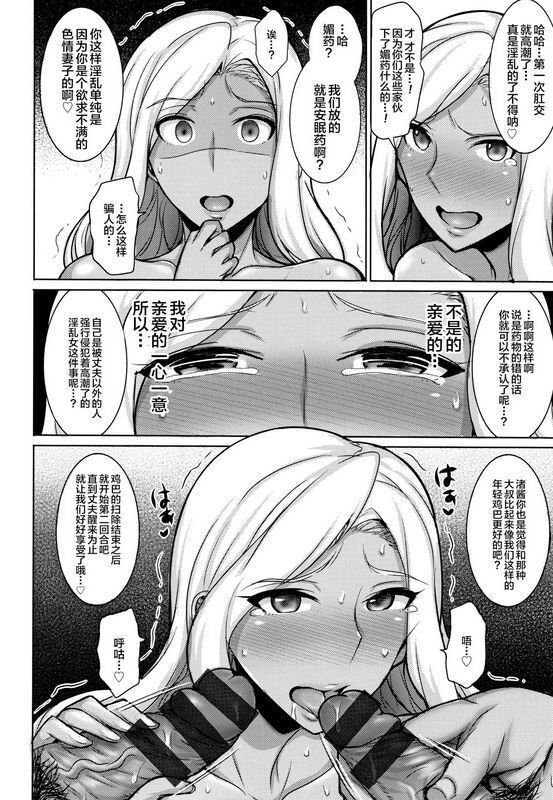 哈哈…第一次肛交
就高潮了…
真是淫乱的了不得呐♡
才 才不是…！
因为你们这些家伙
下了媚药什么的…！
…哈
媚药？
我们放的
就是安眠药啊？
诶…？
你这样淫乱单纯是
因为你是个欲求不满的
色情妻子的啊♡
…怎么这样
骗人的…
…啊啊这样啊
说是药物的错的话
你就可以不承认了呢…？
不是的
亲爱的…
我对
亲爱的一心一意
所以…
自己是被丈夫以外的人
强行侵犯着高潮了的
淫乱女这件事呢…？
渚酱你也是觉得和那种
大叔比起来像我们这样的
年轻鸡巴更好的吧？
唔
…♡
鸡巴的扫除结束之后
就开始第二回合吧
直到丈夫醒来为止
就让我们好好享受了哦…♡
呼咕
…♡